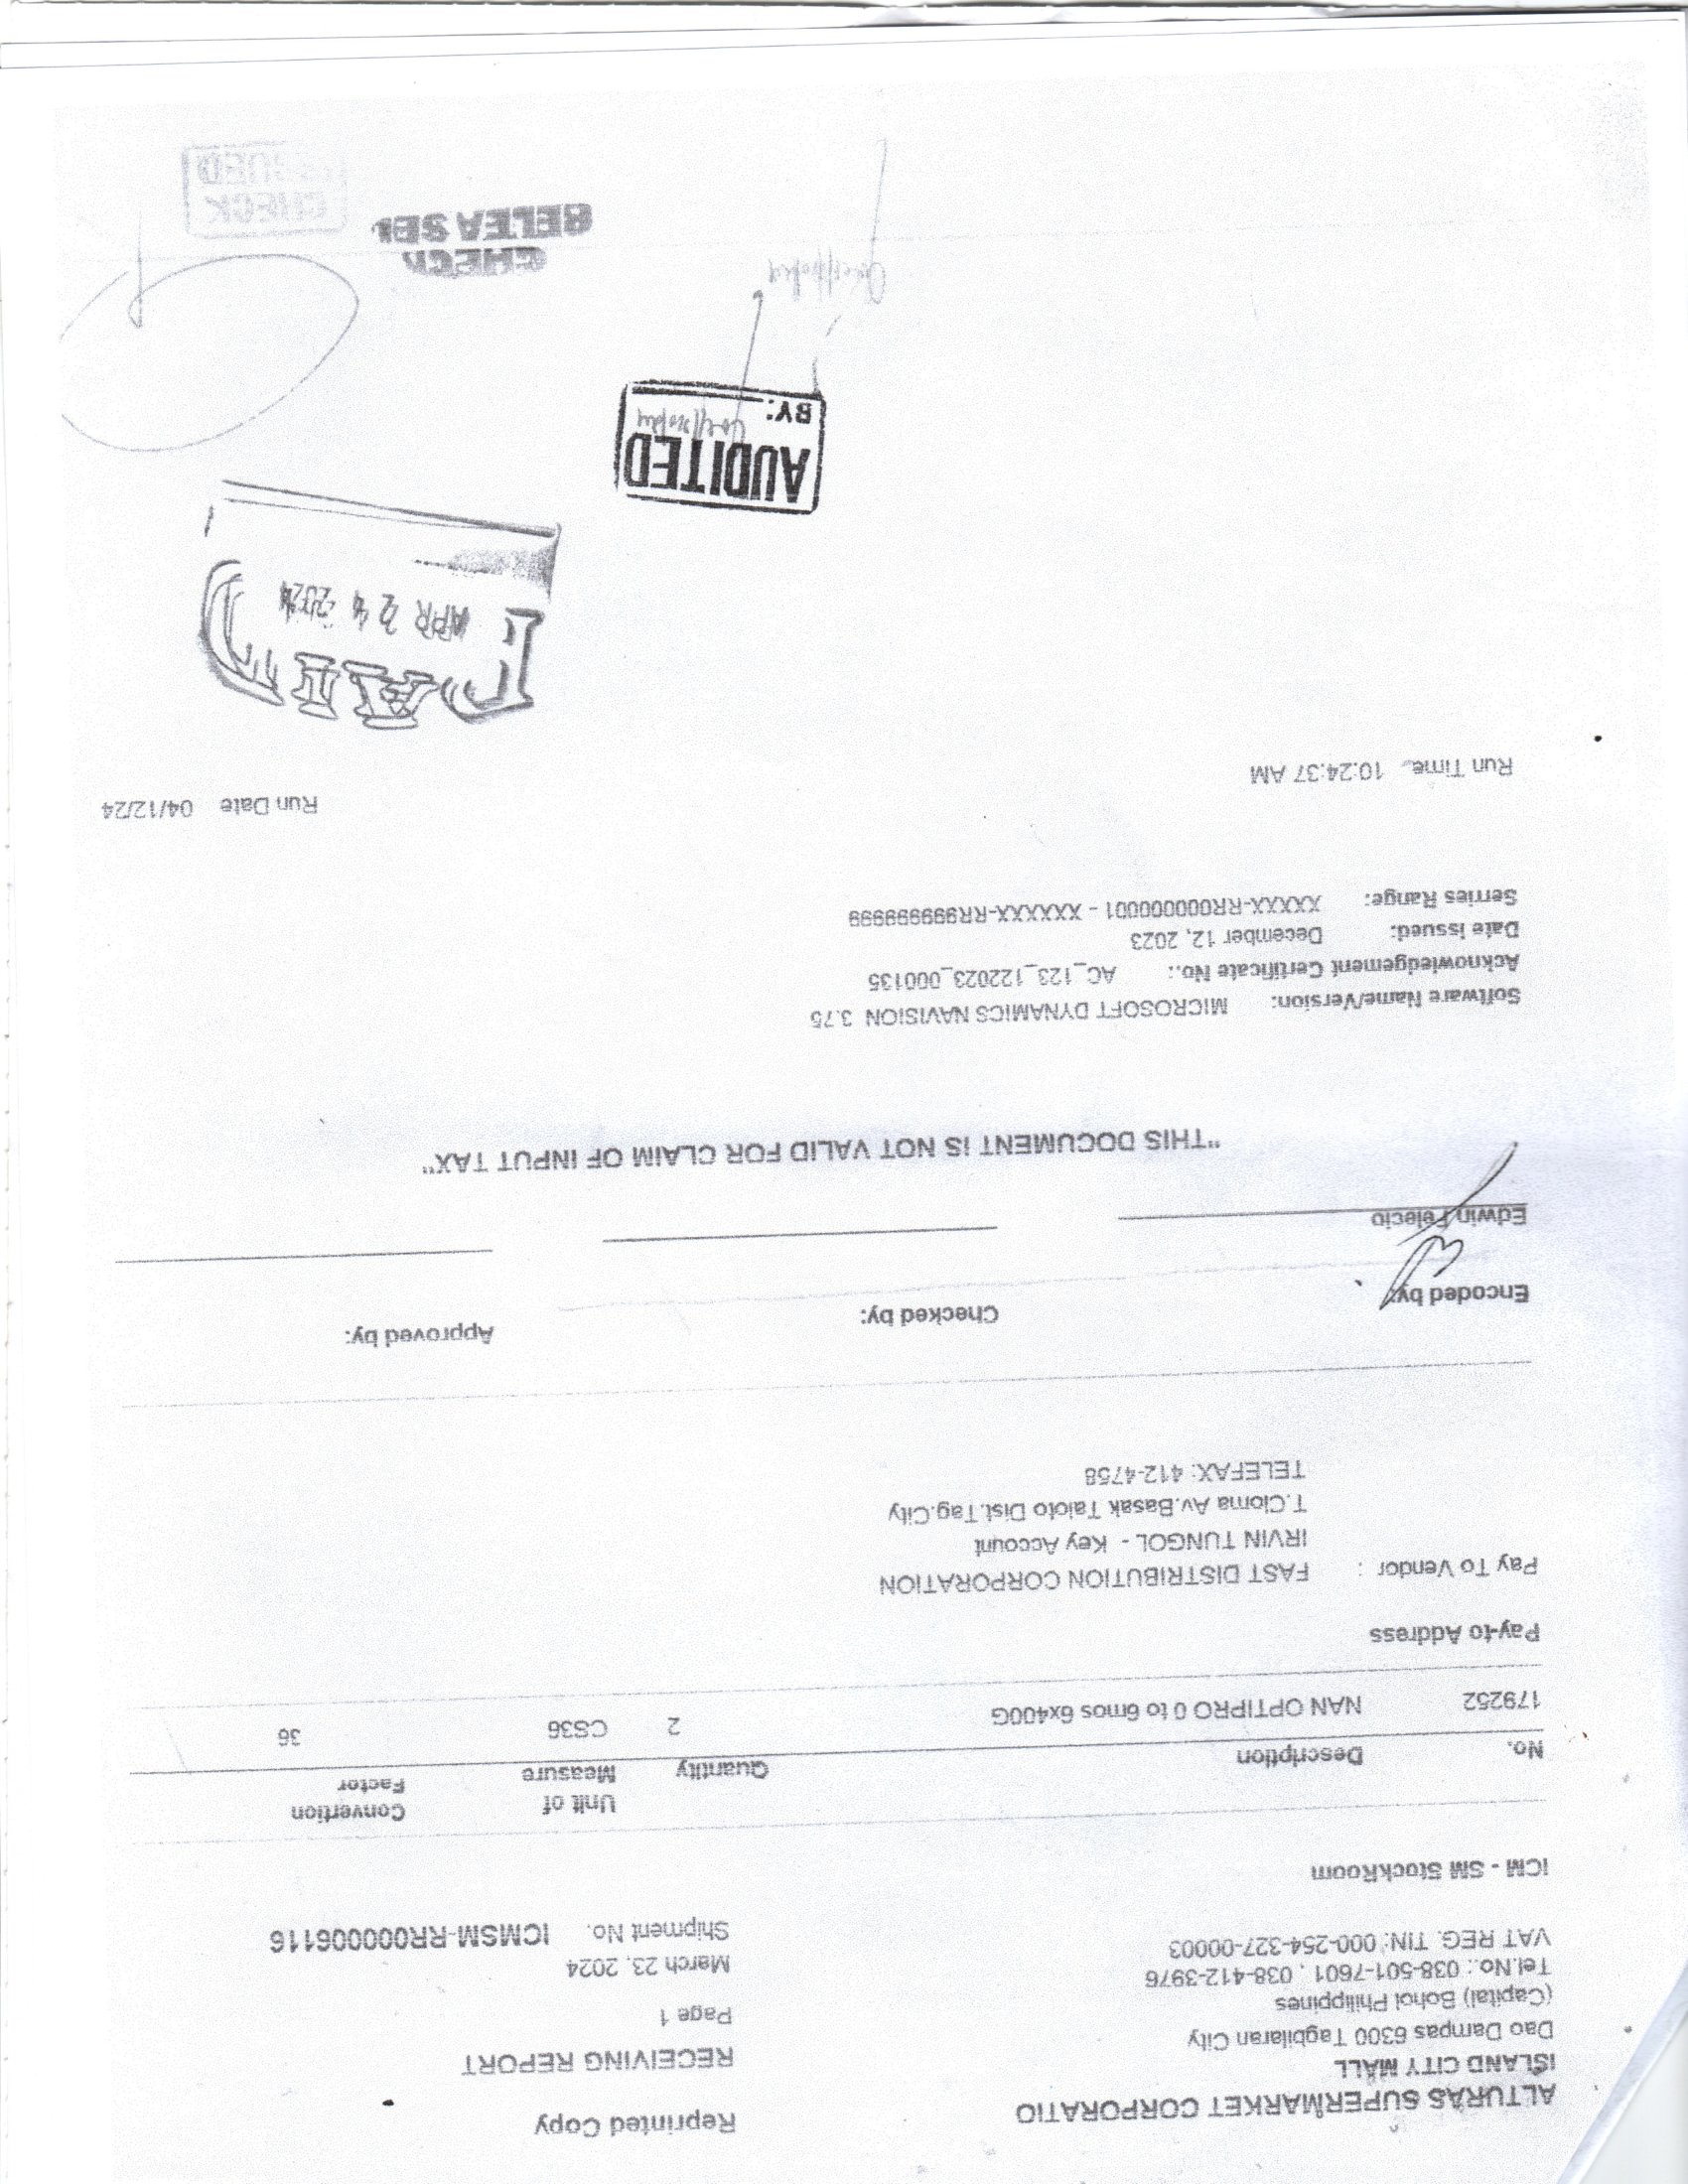 ALTURAS SUPERMARKET CORPORATIO
ISLAND CITY MALL
Dao Dampas 6300 Tagbilaran City
(Capital) Bohol Philippines
Tel.No.: 038-501-7601 , 038-412-3976
VAT REG. TIN: 000-254-327-00003
Reprinted Copy
RECEIVING REPORT
Page 1
March 23, 2024
Shipment No. ICMSM-RR000006116
ICM - SM StockRoom
No. Description Quantity Unit of Measure Convertion Factor
179252 NAN OPTIPRO 0 to 6mos 6x400G 2 CS36 36
Pay-to Address
Pay To Vendor : FAST DISTRIBUTION CORPORATION
IRVIN TUNGOL - Key Account
T.Cloma Av.Basak Taloto Dist.Tag.City
TELEFAX: 412-4758
Encoded by: Checked by: Approved by:
Edwin Felecio
"THIS DOCUMENT IS NOT VALID FOR CLAIM OF INPUT TAX"
Software Name/Version: MICROSOFT DYNAMICS NAVISION 3.75
Acknowledgement Certificate No.: AC_123_122023_000135
Date issued: December 12, 2023
Serries Range: XXXXX-RR000000001 - XXXXXX-RR999999999
Run Time 10:24:37 AM
Run Date 04/12/24
PAID
APR 24 2024
AUDITED
BY:
CHECK
RELEASED
CHECK